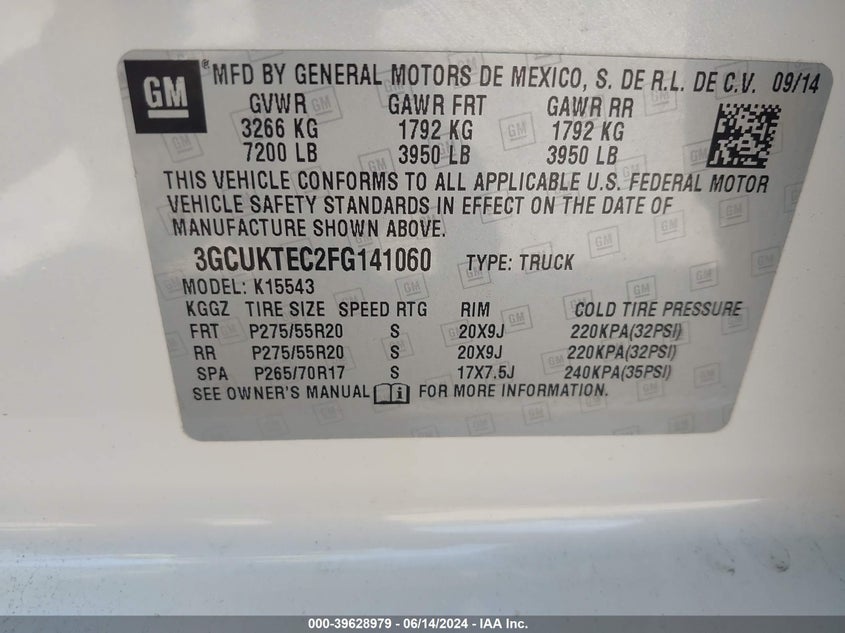 GM ® MFD BY GENERAL MOTORS DE MEXICO, S. DE R.L. DE C.V. 09/14
GVWR GAWR FRT GAWR RR
3266 KG 1792 KG 1792 KG
7200 LB 3950 LB 3950 LB
THIS VEHICLE CONFORMS TO ALL APPLICABLE U.S. FEDERAL MOTOR
VEHICLE SAFETY STANDARDS IN EFFECT ON THE DATE OF
MANUFACTURE SHOWN ABOVE.
3GCUKTEC2FG141060 TYPE: TRUCK
MODEL: K15543
KGGZ TIRE SIZE SPEED RTG RIM COLD TIRE PRESSURE
FRT P275/55R20 S 20X9J 220KPA(32PSI)
RR P275/55R20 S 20X9J 220KPA(32PSI)
SPA P265/70R17 S 17X7.5J 240KPA(35PSI)
SEE OWNER'S MANUAL i FOR MORE INFORMATION.
000-39628979 | 06/14/2024 | IAA Inc.